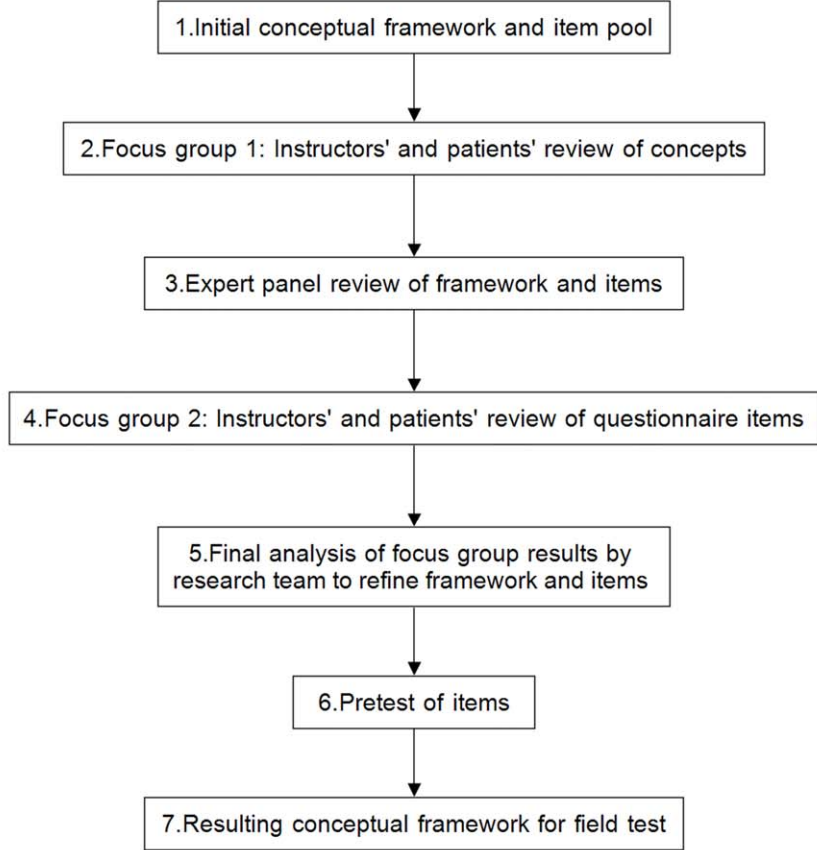 1.Initial conceptual framework and item pool
2.Focus group 1: Instructors' and patients' review of concepts
3.Expert panel review of framework and items
4.Focus group 2: Instructors' and patients' review of questionnaire items
5.Final analysis of focus group results by
research team to refine framework and items
6.Pretest of items
7.Resulting conceptual framework for field test